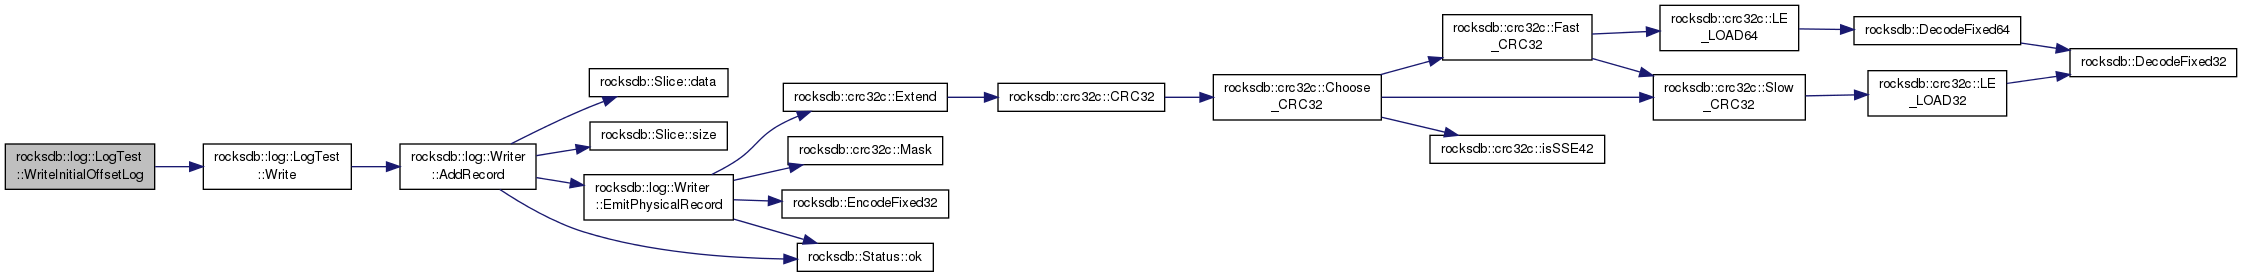 rocksdb::log::LogTest
::WriteInitialOffsetLog
rocksdb::log::LogTest
::Write
rocksdb::log::Writer
::AddRecord
rocksdb::Slice::data
rocksdb::Slice::size
rocksdb::log::Writer
::EmitPhysicalRecord
rocksdb::crc32c::Extend
rocksdb::crc32c::Mask
rocksdb::EncodeFixed32
rocksdb::Status::ok
rocksdb::crc32c::CRC32
rocksdb::crc32c::Choose
_CRC32
rocksdb::crc32c::Fast
_CRC32
rocksdb::crc32c::isSSE42
rocksdb::crc32c::LE
_LOAD64
rocksdb::crc32c::Slow
_CRC32
rocksdb::DecodeFixed64
rocksdb::crc32c::LE
_LOAD32
rocksdb::DecodeFixed32